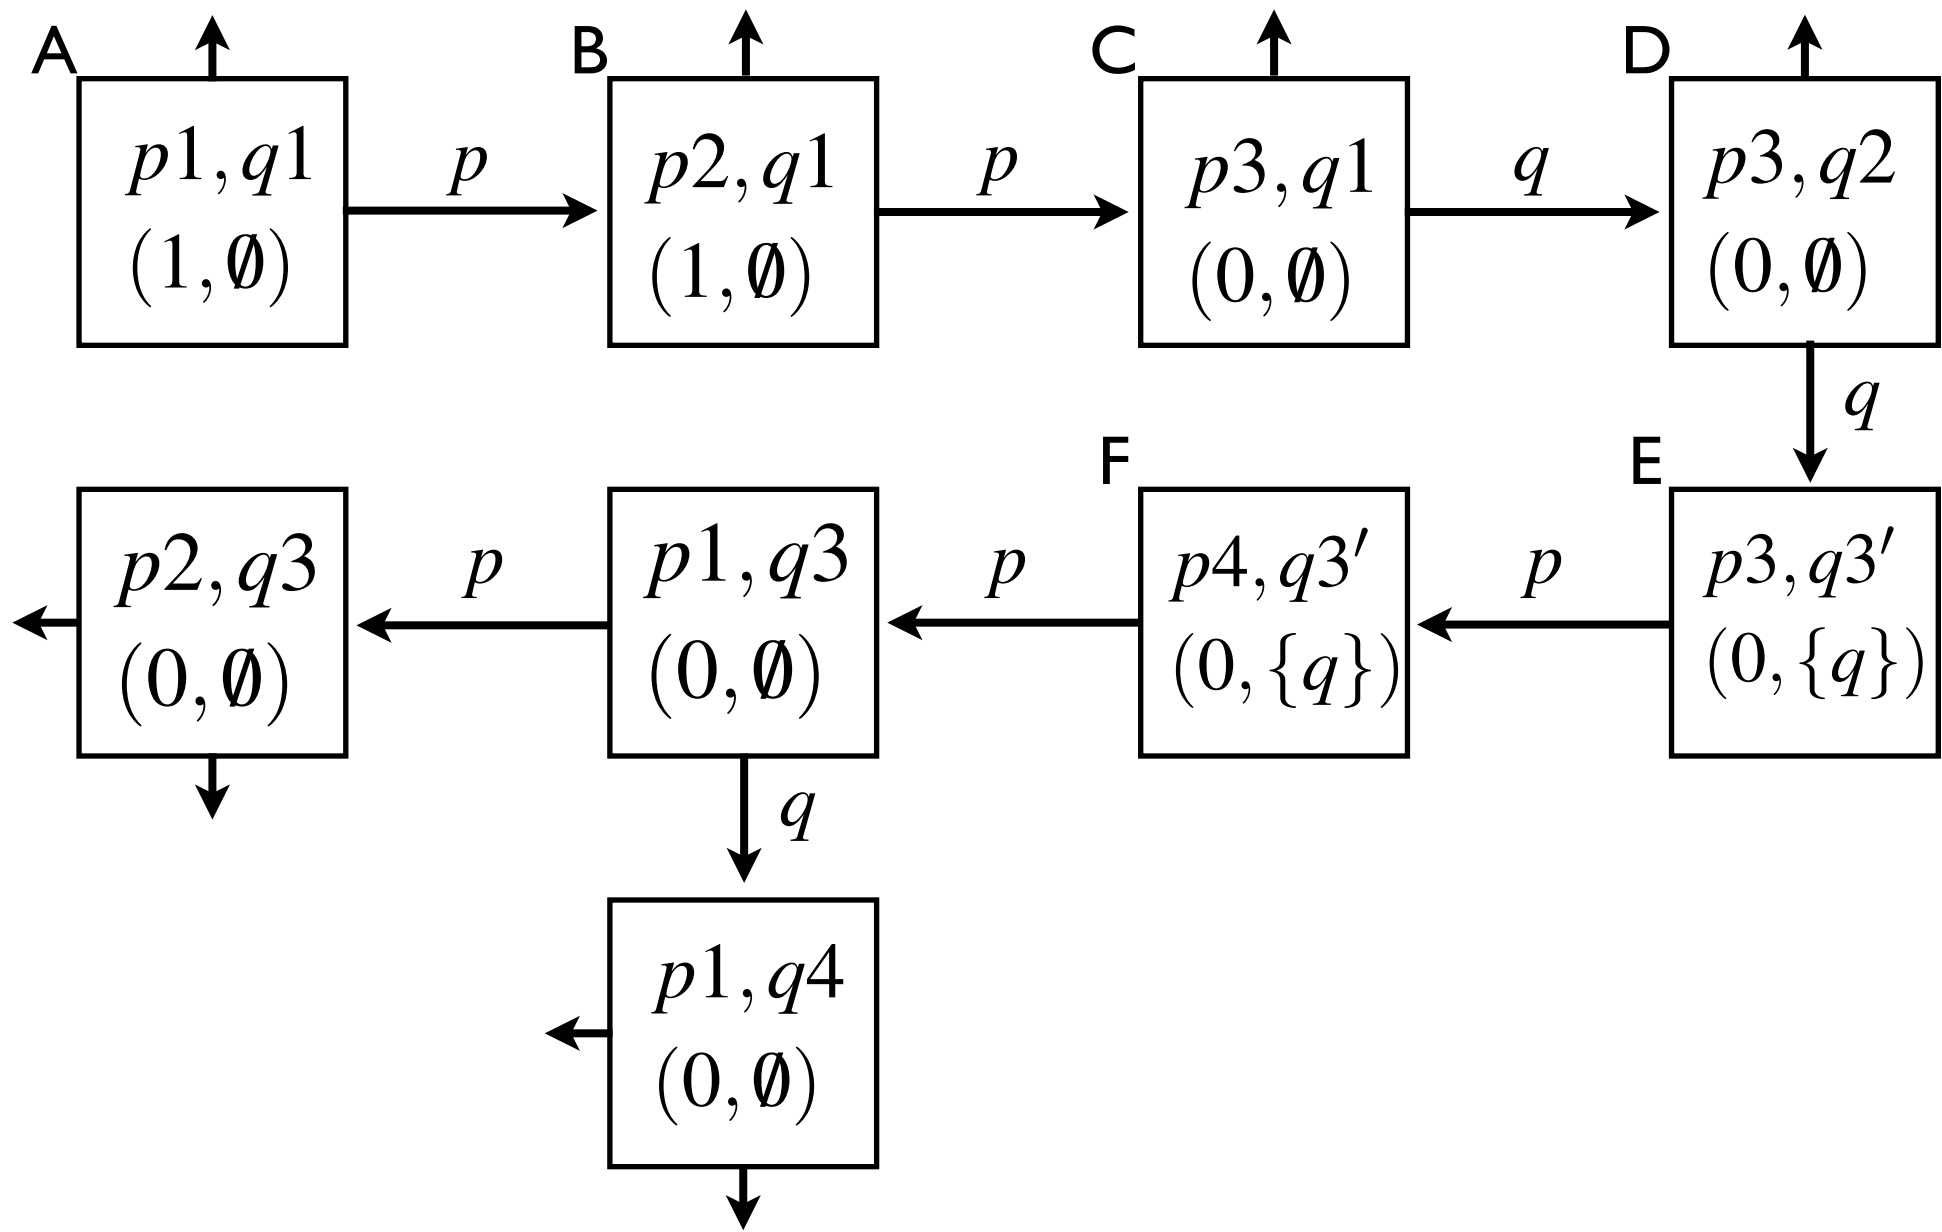 A
p1,q1
(1,∅)
p
B
p2,q1
(1,∅)
p
C
p3,q1
(0,∅)
q
D
p3,q2
(0,∅)
q
E
p3,q3′
(0,{q})
p
F
p4,q3′
(0,{q})
p
p1,q3
(0,∅)
p
p2,q3
(0,∅)
q
p1,q4
(0,∅)